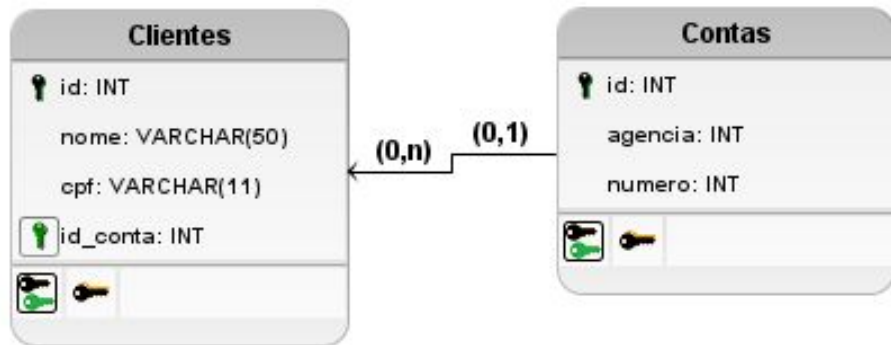 Clientes
id: INT
nome: VARCHAR(50)
cpf: VARCHAR(11)
id_conta: INT
(0,n)
(0,1)
Contas
id: INT
agencia: INT
numero: INT